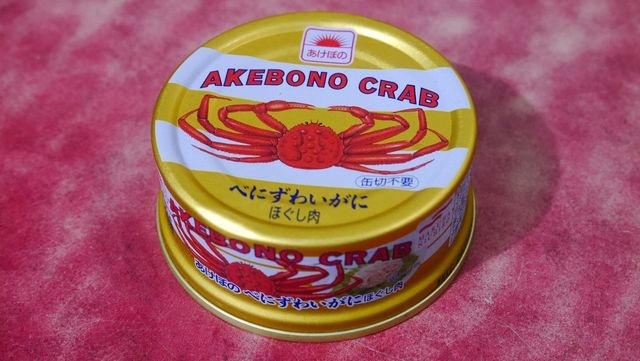 あけぼの
AKEBONO CRAB
缶切不要
べにずわいがに
ほぐし肉
AKEBONO CRAB
あけぼの べにずわいがに ほぐし肉